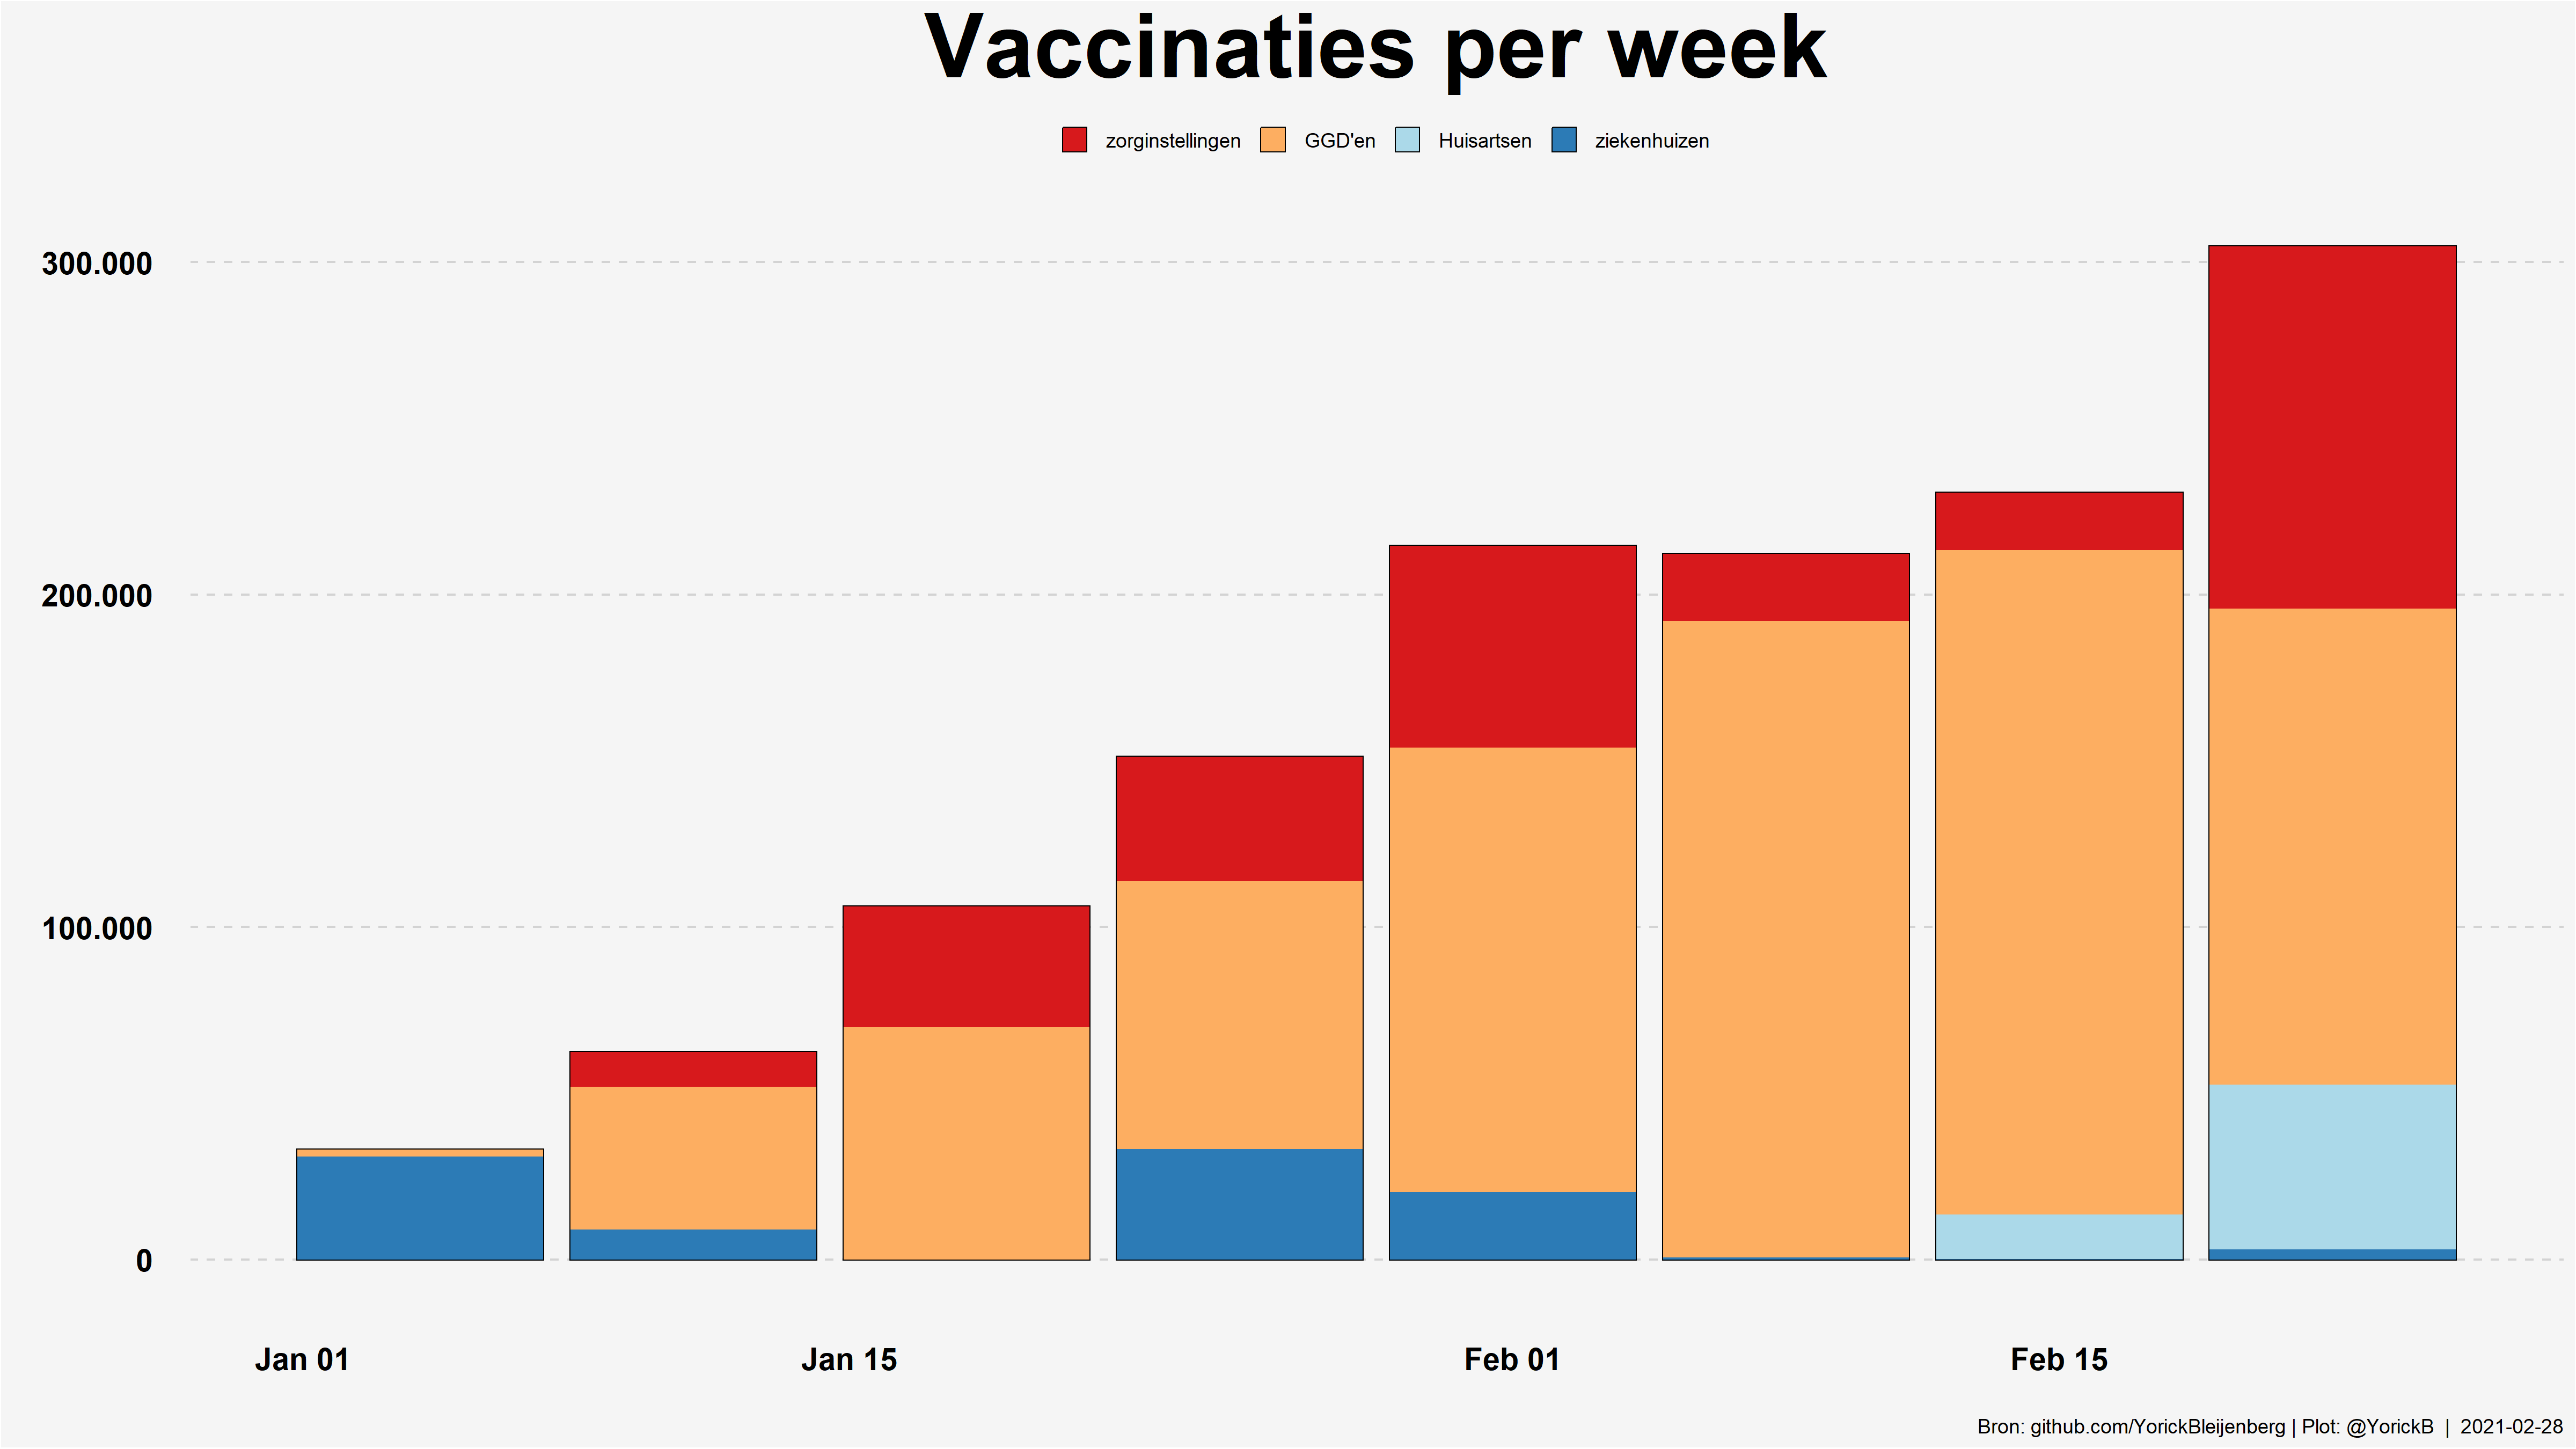 Vaccinaties per week
zorginstellingen GGD'en Huisartsen ziekenhuizen
300.000
200.000
100.000
0
Jan 01 Jan 15 Feb 01 Feb 15
Bron: github.com/YorickBleijenberg | Plot: @YorickB | 2021-02-28